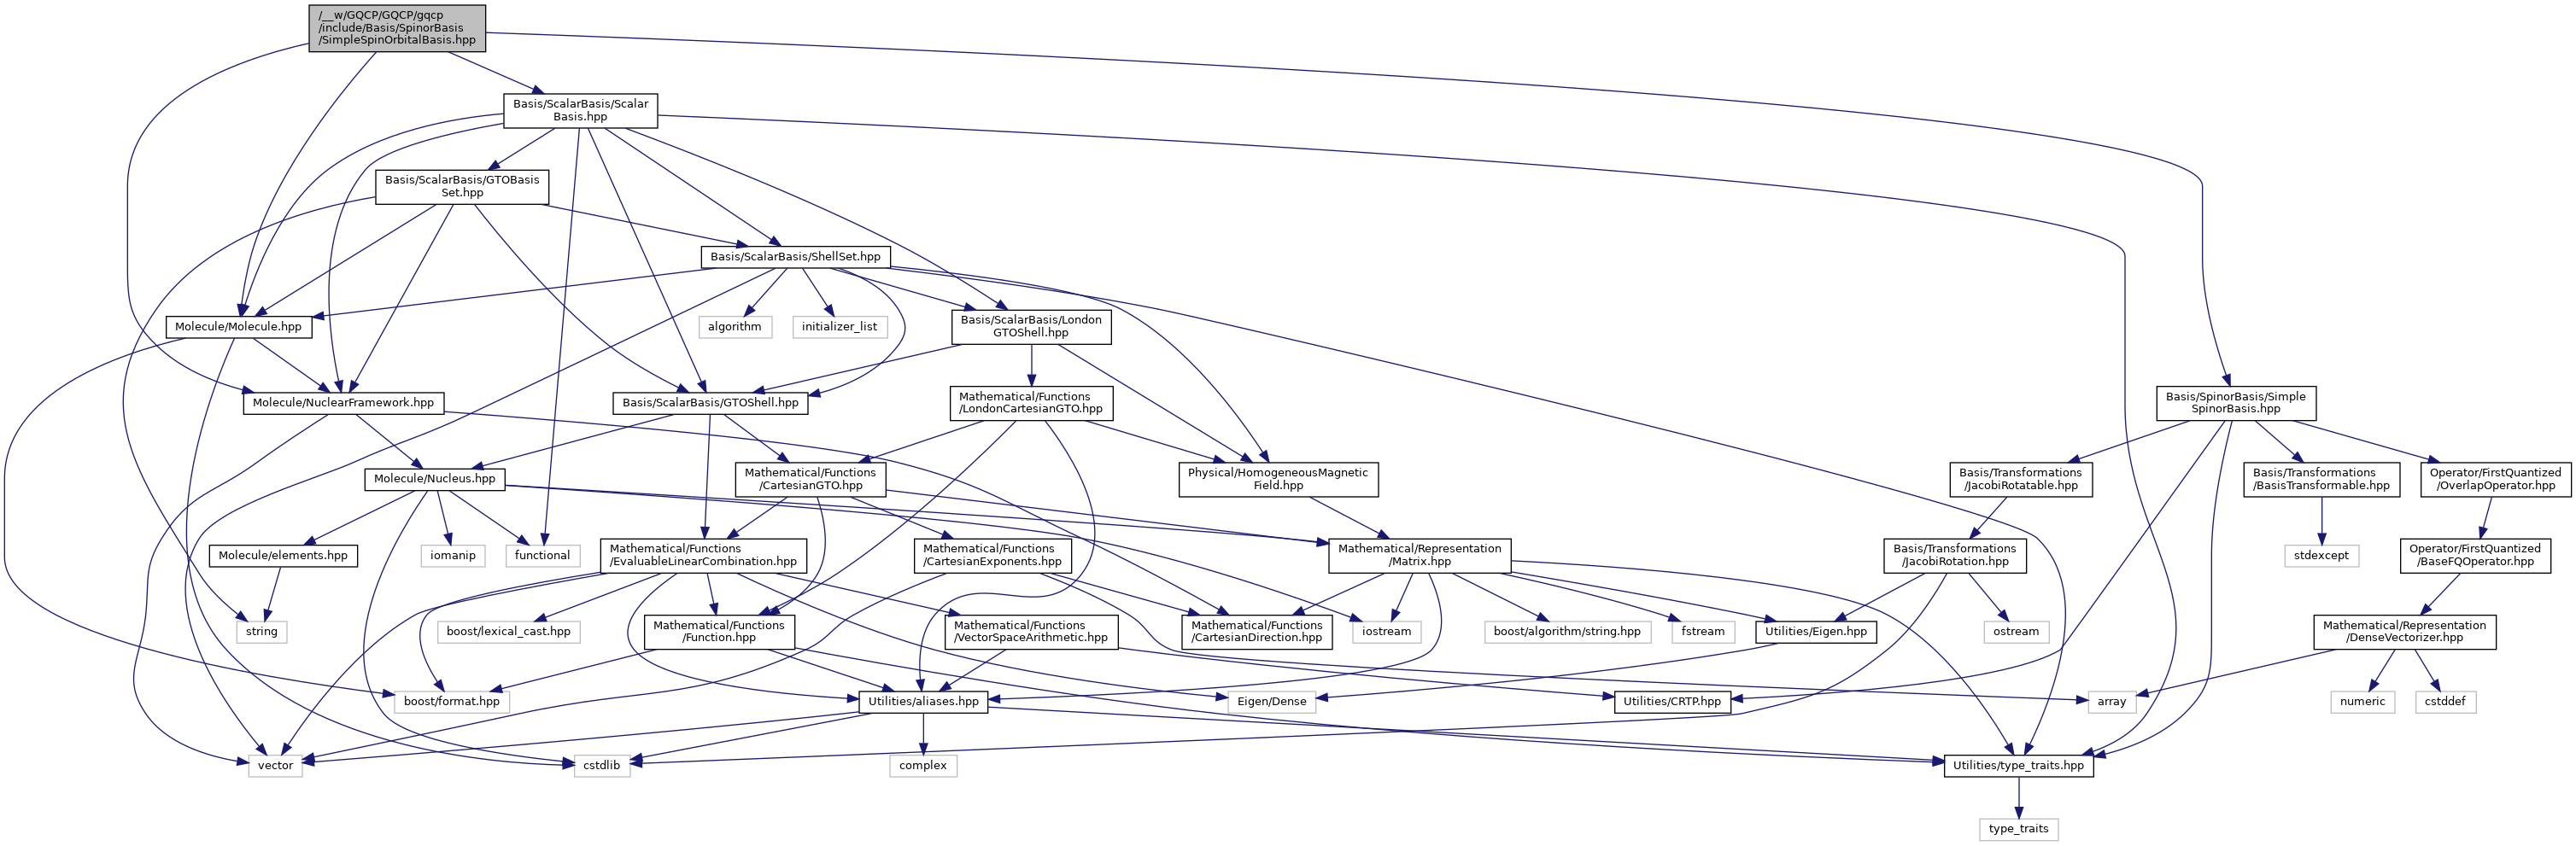 /__w/GQCP/GQCP/gqcp
/include/Basis/SpinorBasis
/SimpleSpinOrbitalBasis.hpp
Basis/ScalarBasis/Scalar
Basis.hpp
Basis/ScalarBasis/GTOBasis
Set.hpp
Basis/ScalarBasis/ShellSet.hpp
Molecule/Molecule.hpp
algorithm
initializer_list
Basis/ScalarBasis/London
GTOShell.hpp
Molecule/NuclearFramework.hpp
Basis/ScalarBasis/GTOShell.hpp
Mathematical/Functions
/LondonCartesianGTO.hpp
Basis/SpinorBasis/Simple
SpinorBasis.hpp
Molecule/Nucleus.hpp
Mathematical/Functions
/CartesianGTO.hpp
Physical/HomogeneousMagnetic
Field.hpp
Basis/Transformations
/JacobiRotatable.hpp
Basis/Transformations
/BasisTransformable.hpp
Operator/FirstQuantized
/OverlapOperator.hpp
Molecule/elements.hpp
iomanip
functional
Mathematical/Functions
/EvaluableLinearCombination.hpp
Mathematical/Functions
/CartesianExponents.hpp
Mathematical/Representation
/Matrix.hpp
Basis/Transformations
/JacobiRotation.hpp
stdexcept
Operator/FirstQuantized
/BaseFQOperator.hpp
string
boost/lexical_cast.hpp
Mathematical/Functions
/Function.hpp
Mathematical/Functions
/VectorSpaceArithmetic.hpp
Mathematical/Functions
/CartesianDirection.hpp
iostream
boost/algorithm/string.hpp
fstream
Utilities/Eigen.hpp
ostream
Mathematical/Representation
/DenseVectorizer.hpp
boost/format.hpp
Utilities/aliases.hpp
Eigen/Dense
Utilities/CRTP.hpp
array
numeric
cstddef
vector
cstdlib
complex
Utilities/type_traits.hpp
type_traits